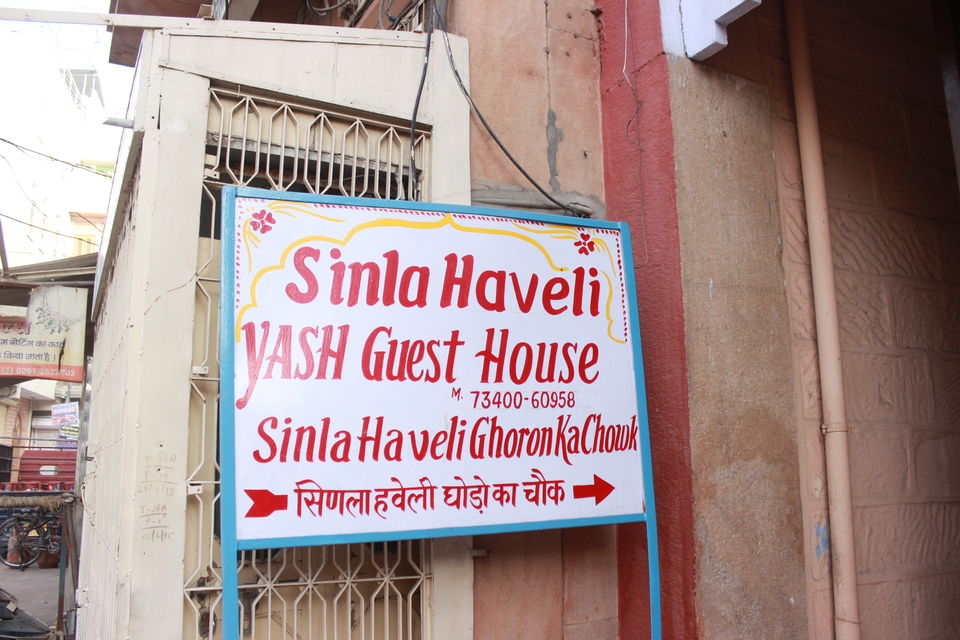 Sinla Haveli
YASH Guest House
M. 73400-60958
Sinla Haveli Ghoron Ka Chowk
सिणला हवेली घोड़ो का चौक
बोटिंग का कार्य
किया जाता है।